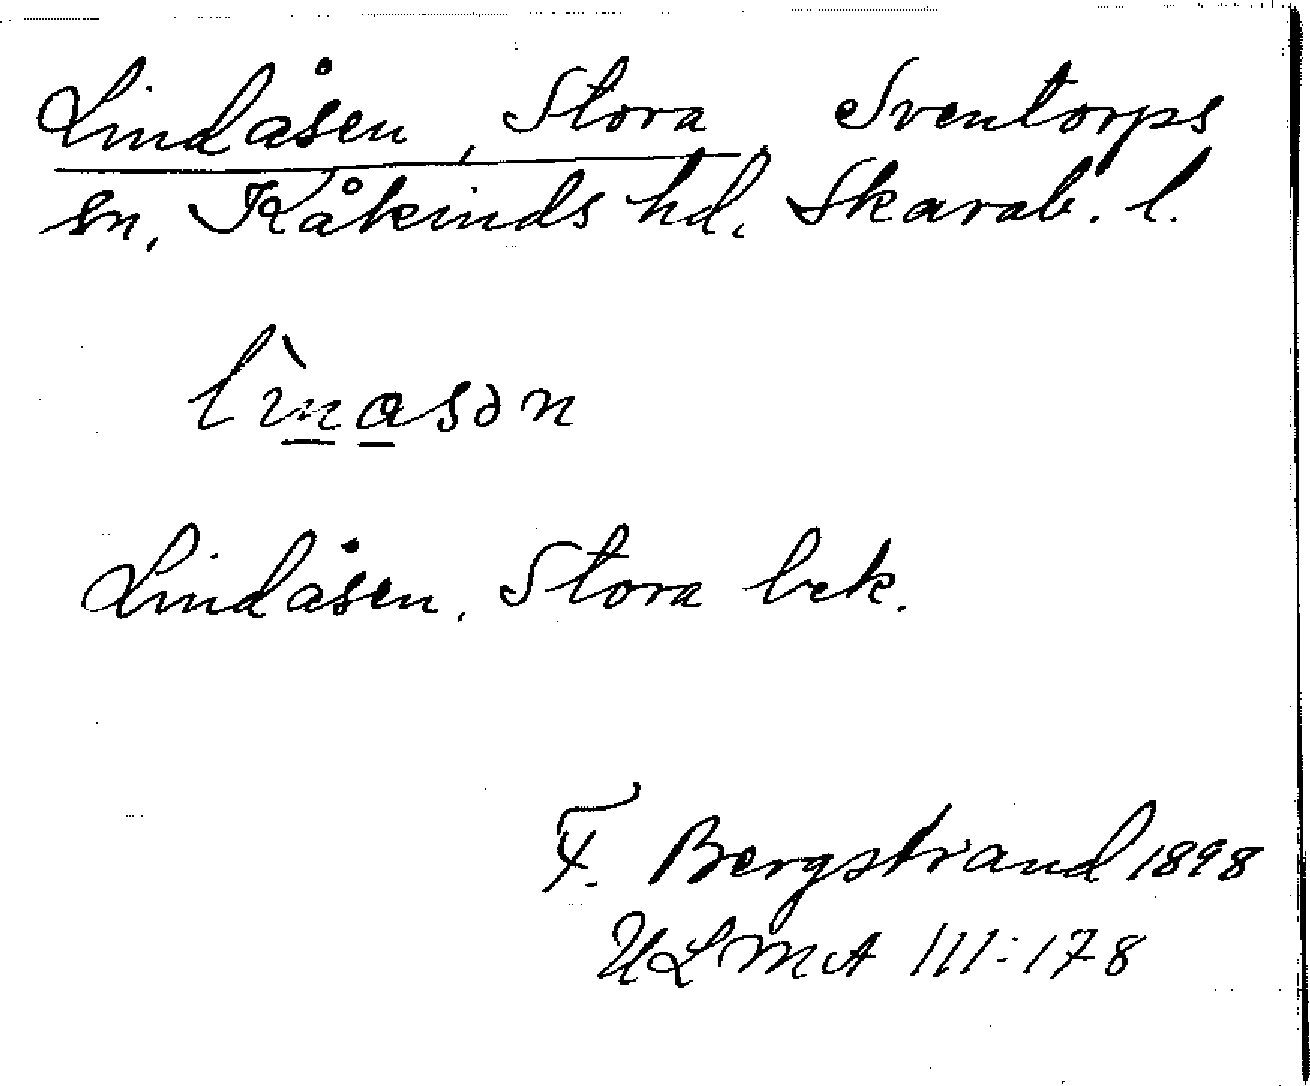 Lindåsen, Stora Sventorps
sn, Kåkinds hd, Skarab. l.
lìnasən
Lindåsen, Stora bek.
F. Bergstrand 1898
ULMA 111:178